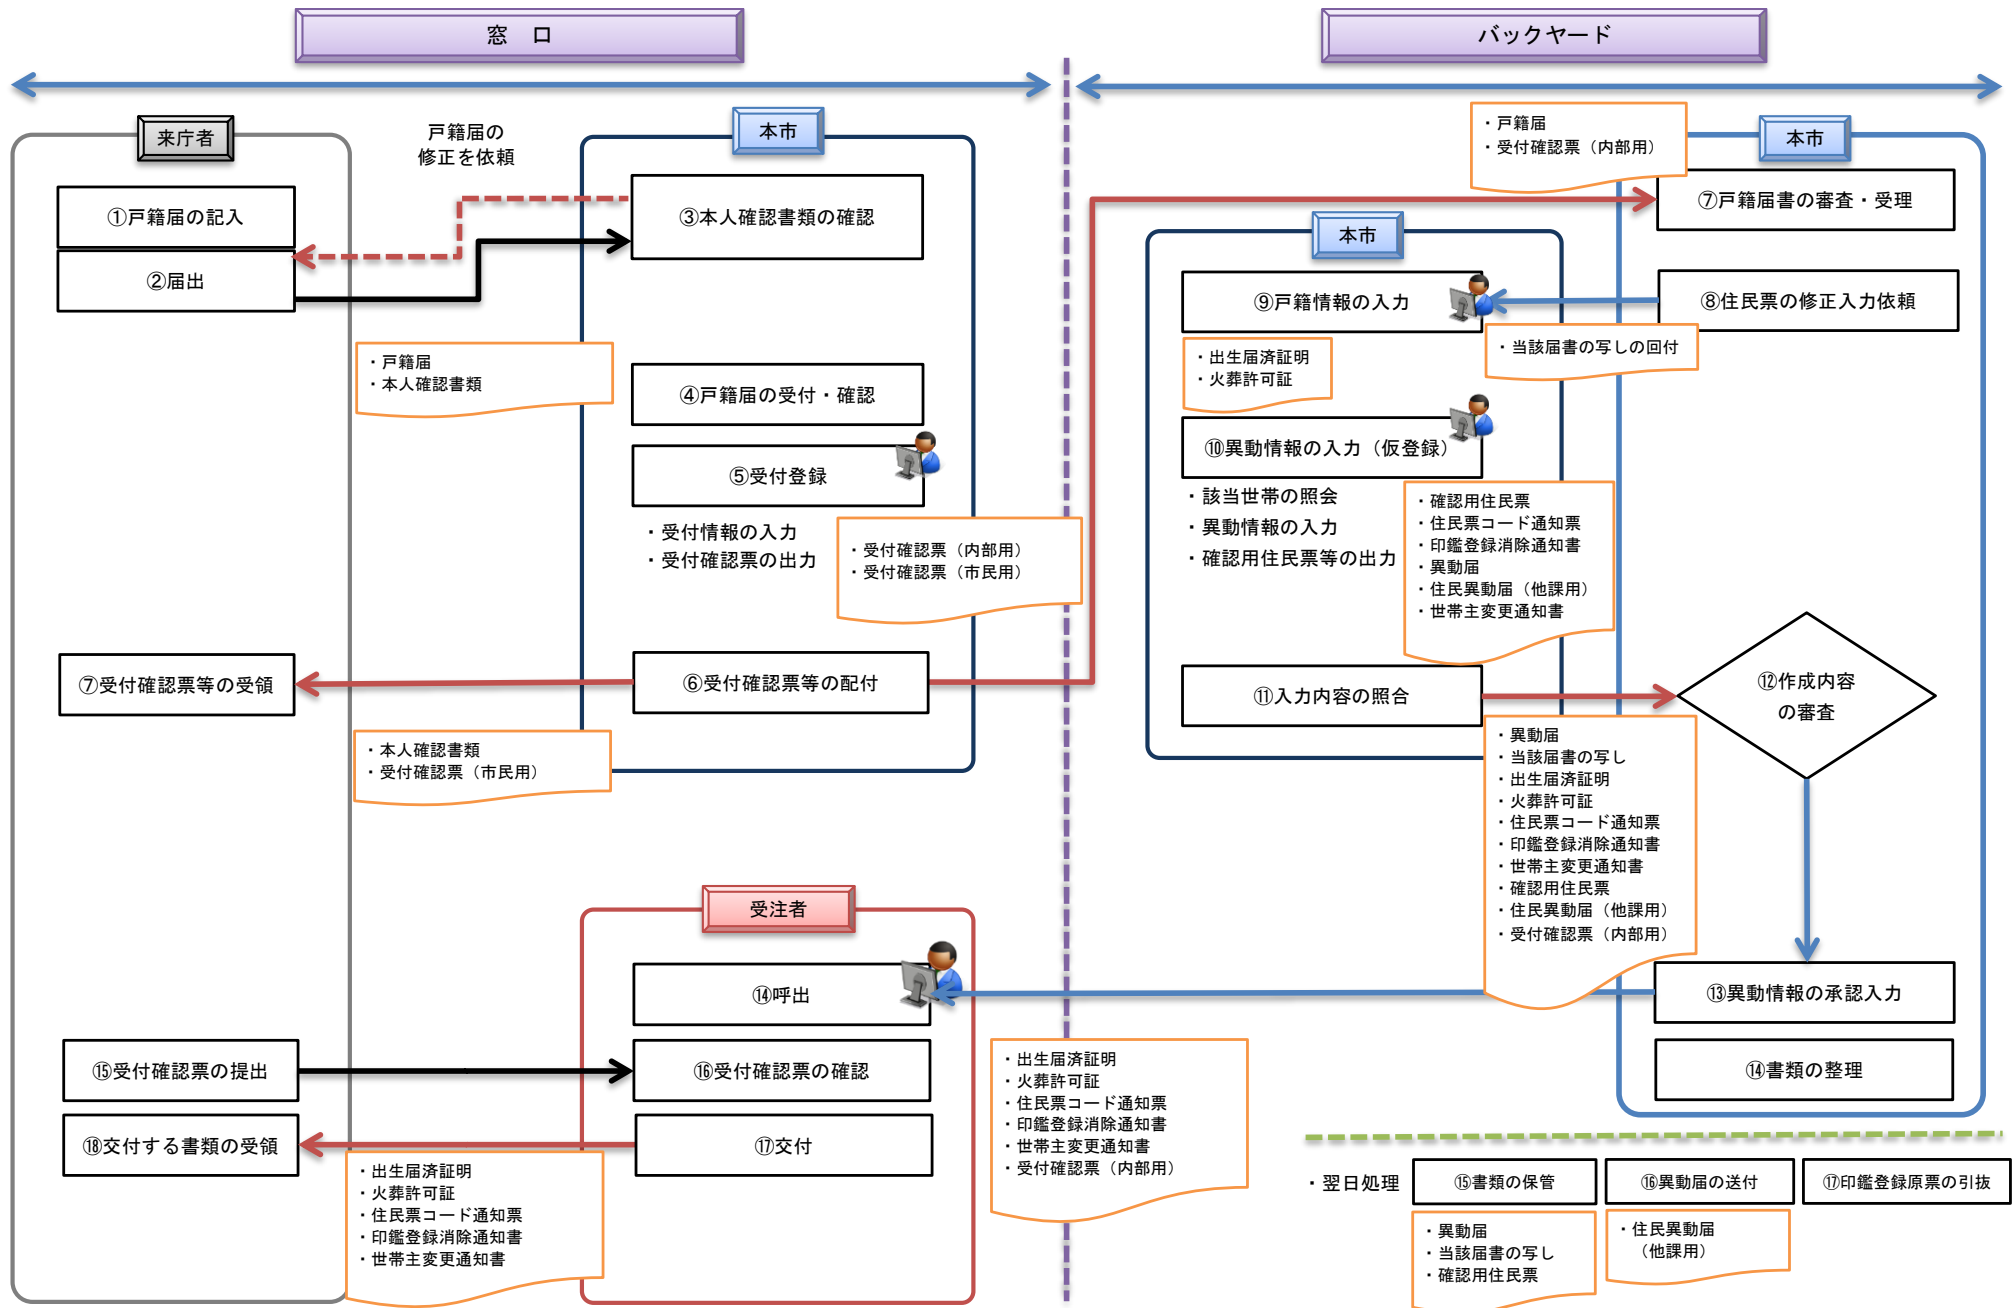 窓　口
バックヤード
来庁者
戸籍届の
修正を依頼
本市
①戸籍届の記入
②届出
③本人確認書類の確認
・戸籍届
・本人確認書類
④戸籍届の受付・確認
⑤受付登録
・受付情報の入力
・受付確認票の出力
・受付確認票（内部用）
・受付確認票（市民用）
⑦受付確認票等の受領
⑥受付確認票等の配付
・本人確認書類
・受付確認票（市民用）
・戸籍届
・受付確認票（内部用）
本市
⑦戸籍届書の審査・受理
本市
⑨戸籍情報の入力
⑧住民票の修正入力依頼
・出生届済証明
・火葬許可証
・当該届書の写しの回付
⑩異動情報の入力（仮登録）
・該当世帯の照会
・異動情報の入力
・確認用住民票等の出力
・確認用住民票
・住民票コード通知票
・印鑑登録消除通知書
・異動届
・住民異動届（他課用）
・世帯主変更通知書
⑪入力内容の照合
⑫作成内容
の審査
・異動届
・当該届書の写し
・出生届済証明
・火葬許可証
・住民票コード通知票
・印鑑登録消除通知書
・世帯主変更通知書
・確認用住民票
・住民異動届（他課用）
・受付確認票（内部用）
受注者
⑭呼出
⑬異動情報の承認入力
⑮受付確認票の提出
⑯受付確認票の確認
⑭書類の整理
・出生届済証明
・火葬許可証
・住民票コード通知票
・印鑑登録消除通知書
・世帯主変更通知書
・受付確認票（内部用）
⑱交付する書類の受領
⑰交付
・出生届済証明
・火葬許可証
・住民票コード通知票
・印鑑登録消除通知書
・世帯主変更通知書
・翌日処理
⑮書類の保管
⑯異動届の送付
⑰印鑑登録原票の引抜
・異動届
・当該届書の写し
・確認用住民票
・住民異動届
（他課用）